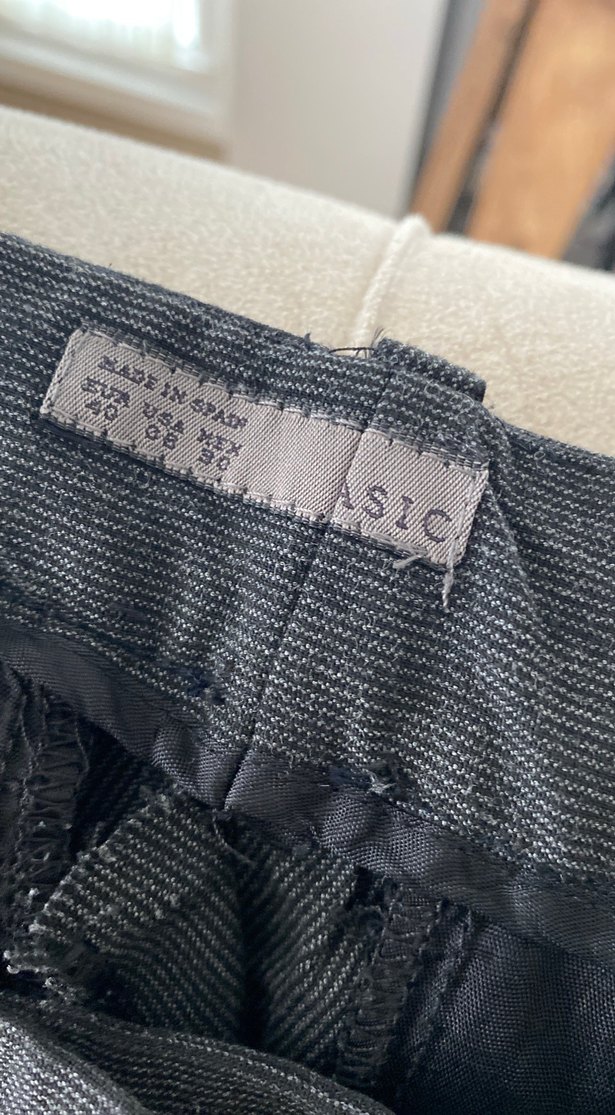 MADE IN SPAIN
EUR USA MEX
40 08 30
ASIC